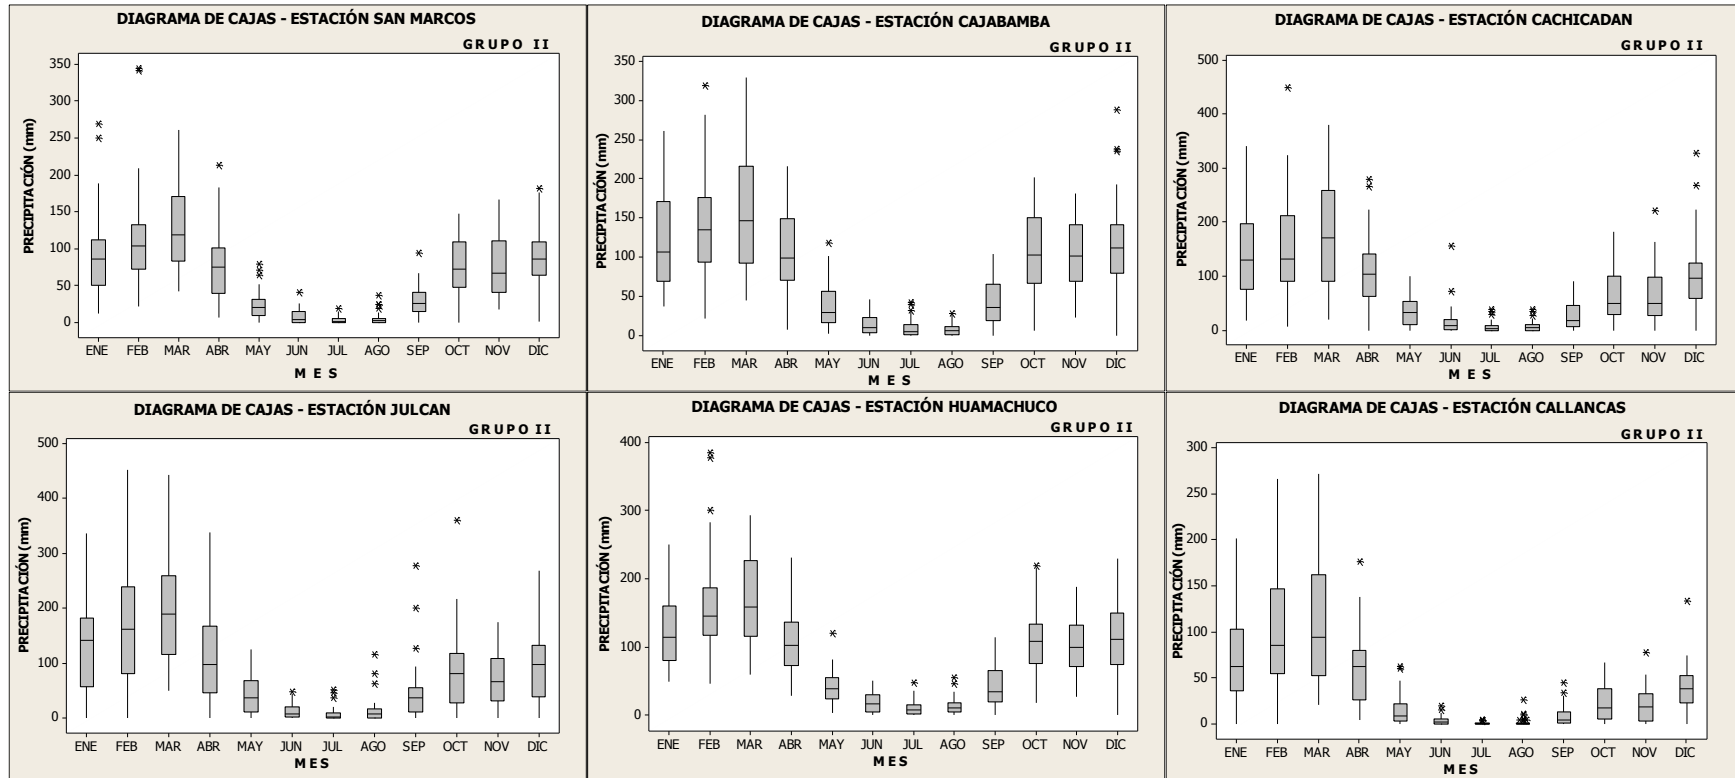 DIAGRAMA DE CAJAS - ESTACIÓN SAN MARCOS
GRUPO II
PRECIPITACIÓN (mm)
350
300
250
200
150
100
50
0
ENE FEB MAR ABR MAY JUN JUL AGO SEP OCT NOV DIC
MES
DIAGRAMA DE CAJAS - ESTACIÓN CAJABAMBA
GRUPO II
PRECIPITACIÓN (mm)
350
300
250
200
150
100
50
0
ENE FEB MAR ABR MAY JUN JUL AGO SEP OCT NOV DIC
MES
DIAGRAMA DE CAJAS - ESTACIÓN CACHICADAN
GRUPO II
PRECIPITACIÓN (mm)
500
400
300
200
100
0
ENE FEB MAR ABR MAY JUN JUL AGO SEP OCT NOV DIC
MES
DIAGRAMA DE CAJAS - ESTACIÓN JULCAN
GRUPO II
PRECIPITACIÓN (mm)
500
400
300
200
100
0
ENE FEB MAR ABR MAY JUN JUL AGO SEP OCT NOV DIC
MES
DIAGRAMA DE CAJAS - ESTACIÓN HUAMACHUCO
GRUPO II
PRECIPITACIÓN (mm)
400
300
200
100
0
ENE FEB MAR ABR MAY JUN JUL AGO SEP OCT NOV DIC
MES
DIAGRAMA DE CAJAS - ESTACIÓN CALLANCAS
GRUPO II
PRECIPITACIÓN (mm)
300
250
200
150
100
50
0
ENE FEB MAR ABR MAY JUN JUL AGO SEP OCT NOV DIC
MES